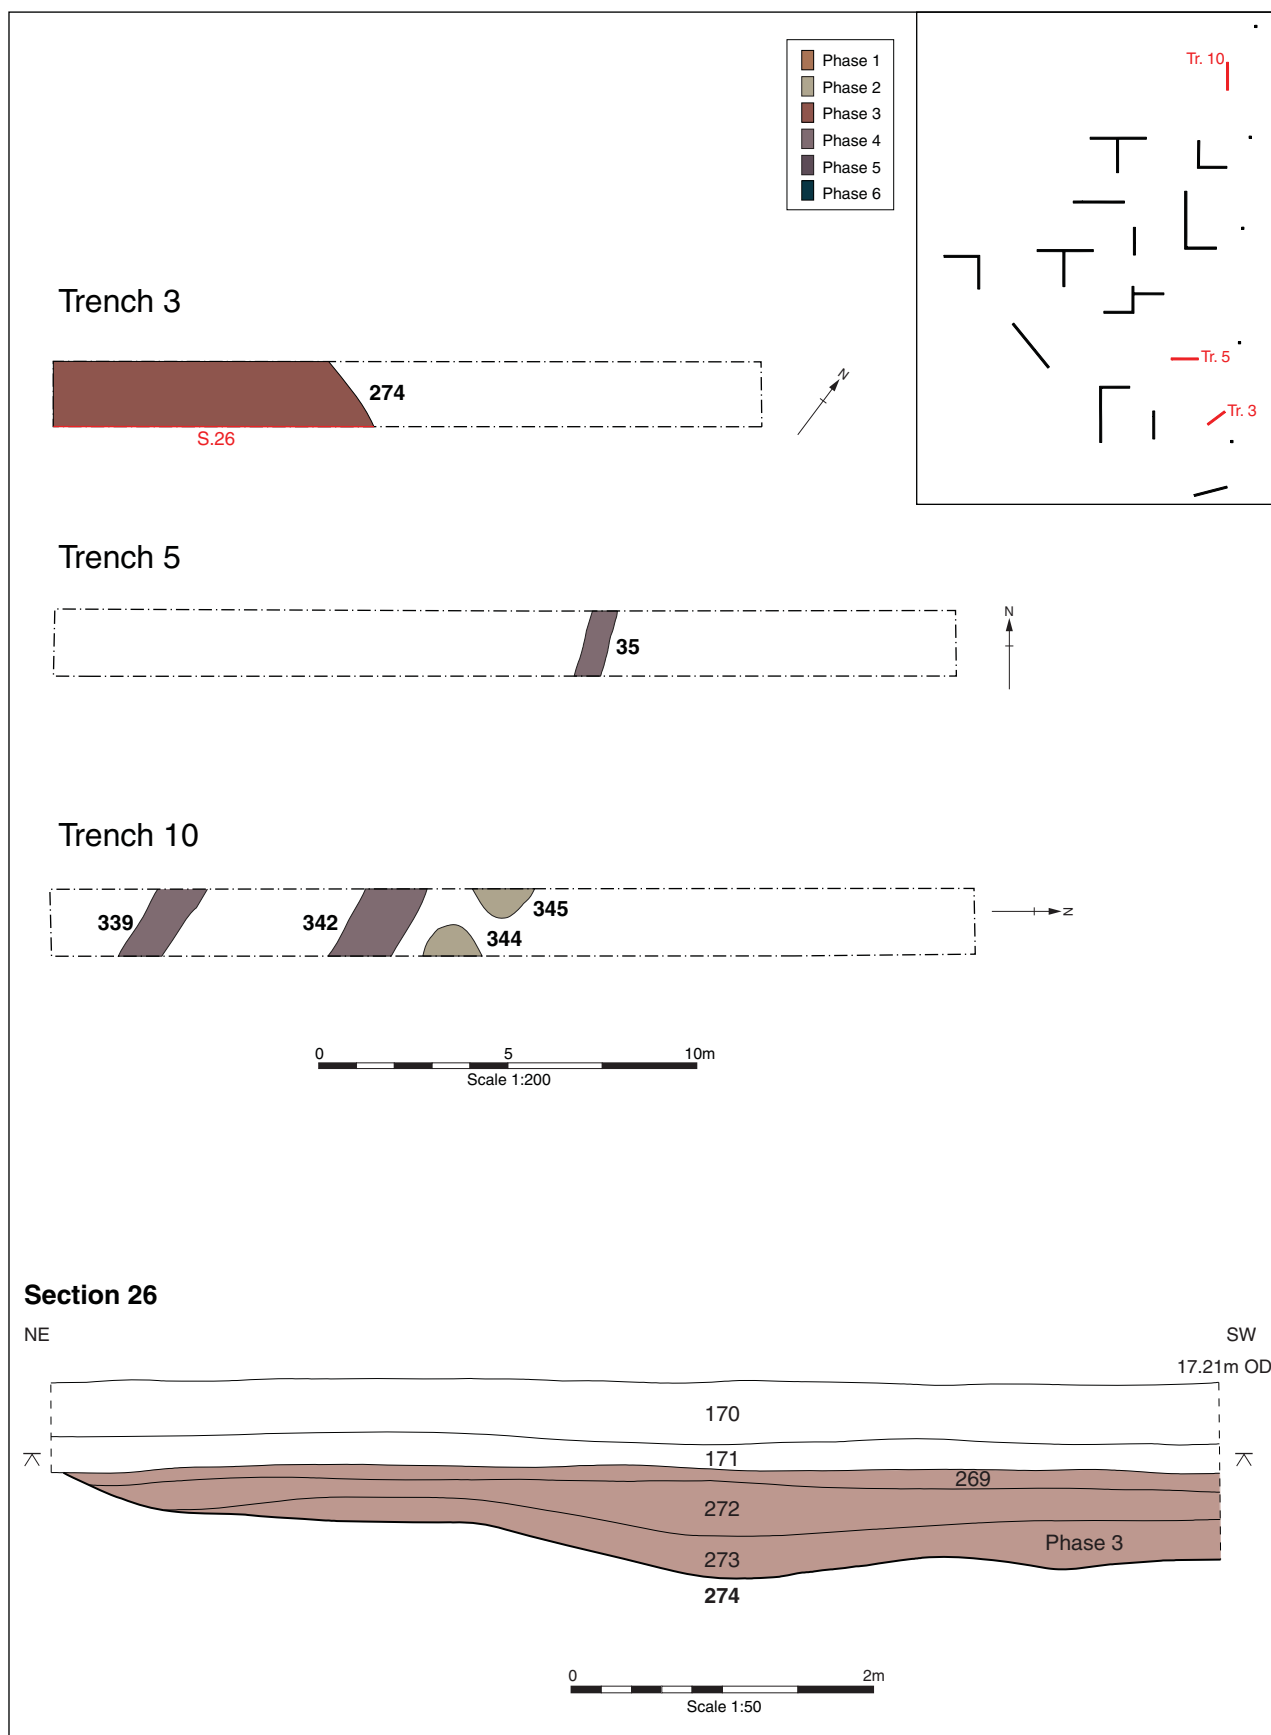 Phase 1
Phase 2
Phase 3
Phase 4
Phase 5
Phase 6
Tr. 10
Tr. 5
Tr. 3
Trench 3
274
S.26
N
Trench 5
35
N
Trench 10
339
342
345
344
N
0 5 10m
Scale 1:200
Section 26
NE
SW
17.21m OD
170
171
269
272
Phase 3
273
274
0 2m
Scale 1:50